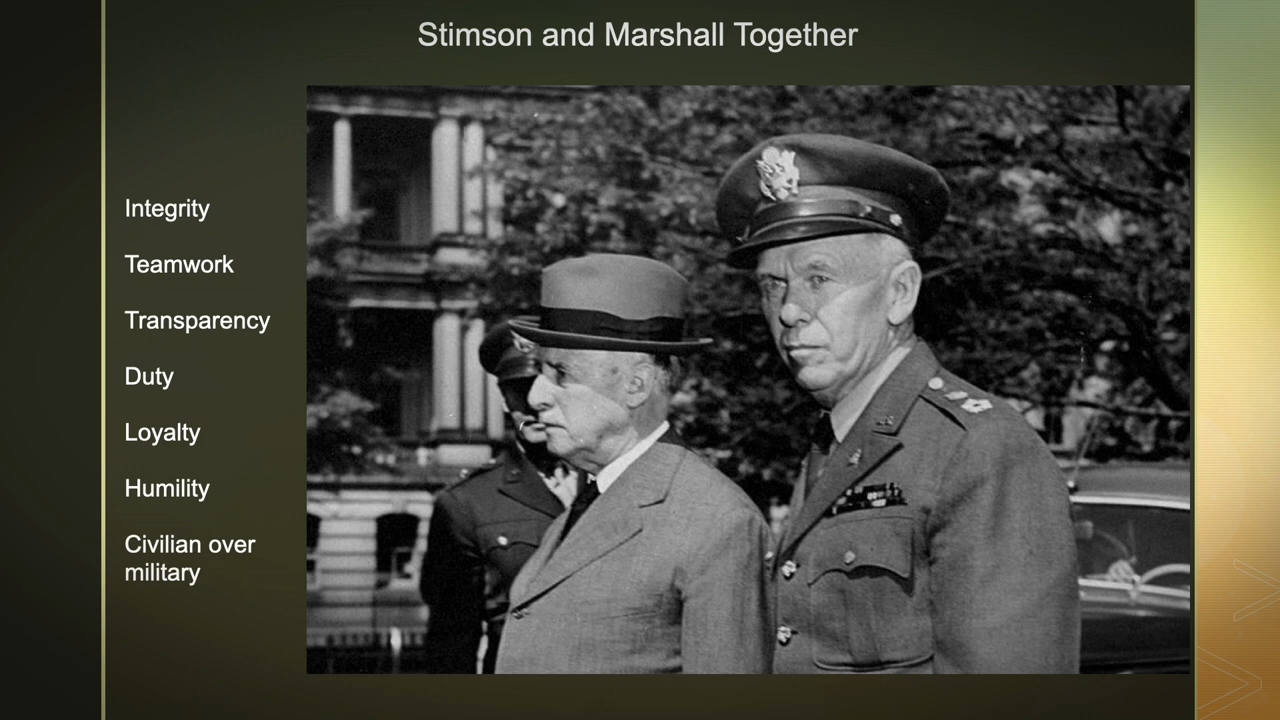 Stimson and Marshall Together
Integrity
Teamwork
Transparency
Duty
Loyalty
Humility
Civilian over
military